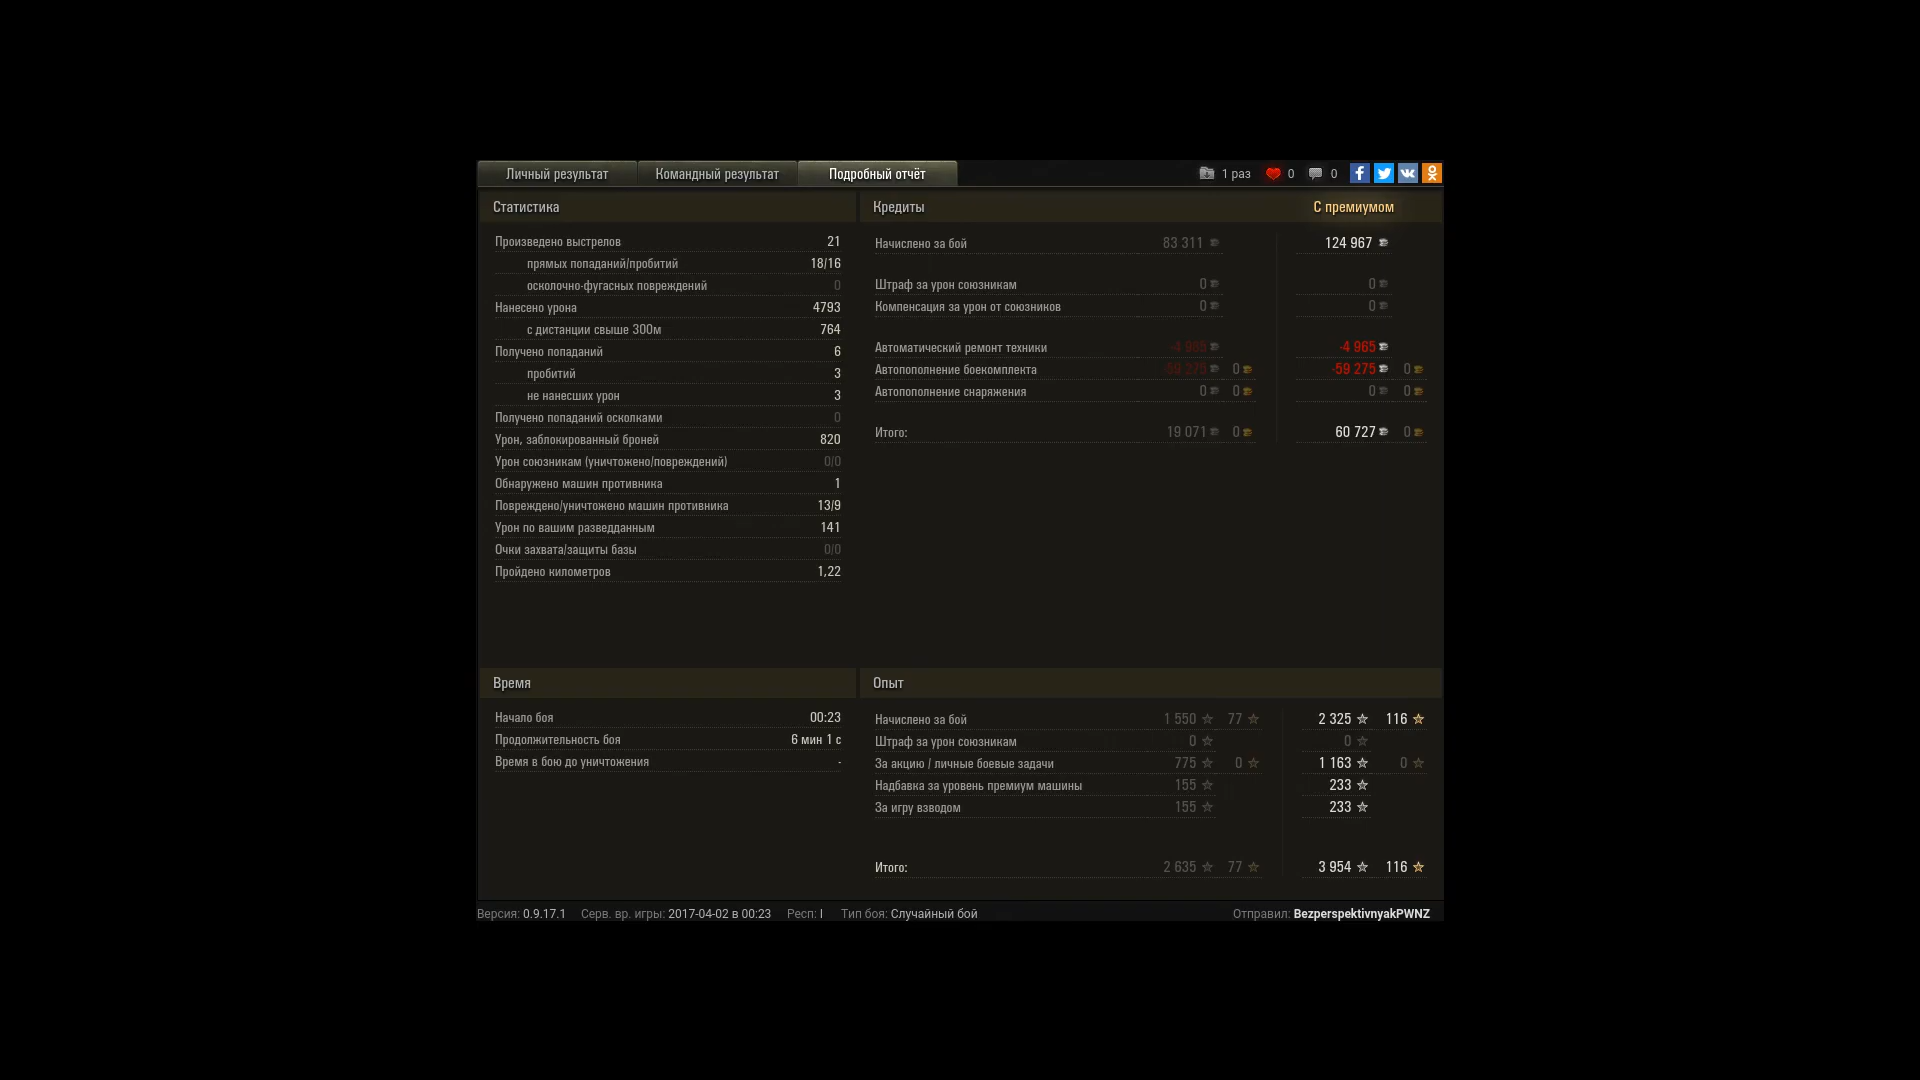 Личный результат Командный результат Подробный отчёт 1 раз 0 0
Статистика
Произведено выстрелов 21
прямых попаданий/пробитий 18/16
осколочно-фугасных повреждений 0
Нанесено урона 4793
с дистанции свыше 300м 764
Получено попаданий 6
пробитий 3
не нанесших урон 3
Получено попаданий осколками 0
Урон, заблокированный броней 820
Урон союзникам (уничтожено/повреждений) 0/0
Обнаружено машин противника 1
Повреждено/уничтожено машин противника 13/9
Урон по вашим разведданным 141
Очки захвата/защиты базы 0/0
Пройдено километров 1,22
Кредиты С премиумом
Начислено за бой 83 311 124 967
Штраф за урон союзникам 0 0
Компенсация за урон от союзников 0 0
Автоматический ремонт техники -4 965 -4 965
Автопополнение боекомплекта -59 275 0 -59 275 0
Автопополнение снаряжения 0 0 0 0
Итого: 19 071 0 60 727 0
Время
Начало боя 00:23
Продолжительность боя 6 мин 1 с
Время в бою до уничтожения -
Опыт
Начислено за бой 1 550 77 2 325 116
Штраф за урон союзникам 0 0
За акцию / личные боевые задачи 775 0 1 163 0
Надбавка за уровень премиум машины 155 233
За игру взводом 155 233
Итого: 2 635 77 3 954 116
Версия: 0.9.17.1 Серв. вр. игры: 2017-04-02 в 00:23 Респ: I Тип боя: Случайный бой Отправил: BezperspektivnyakPWNZ